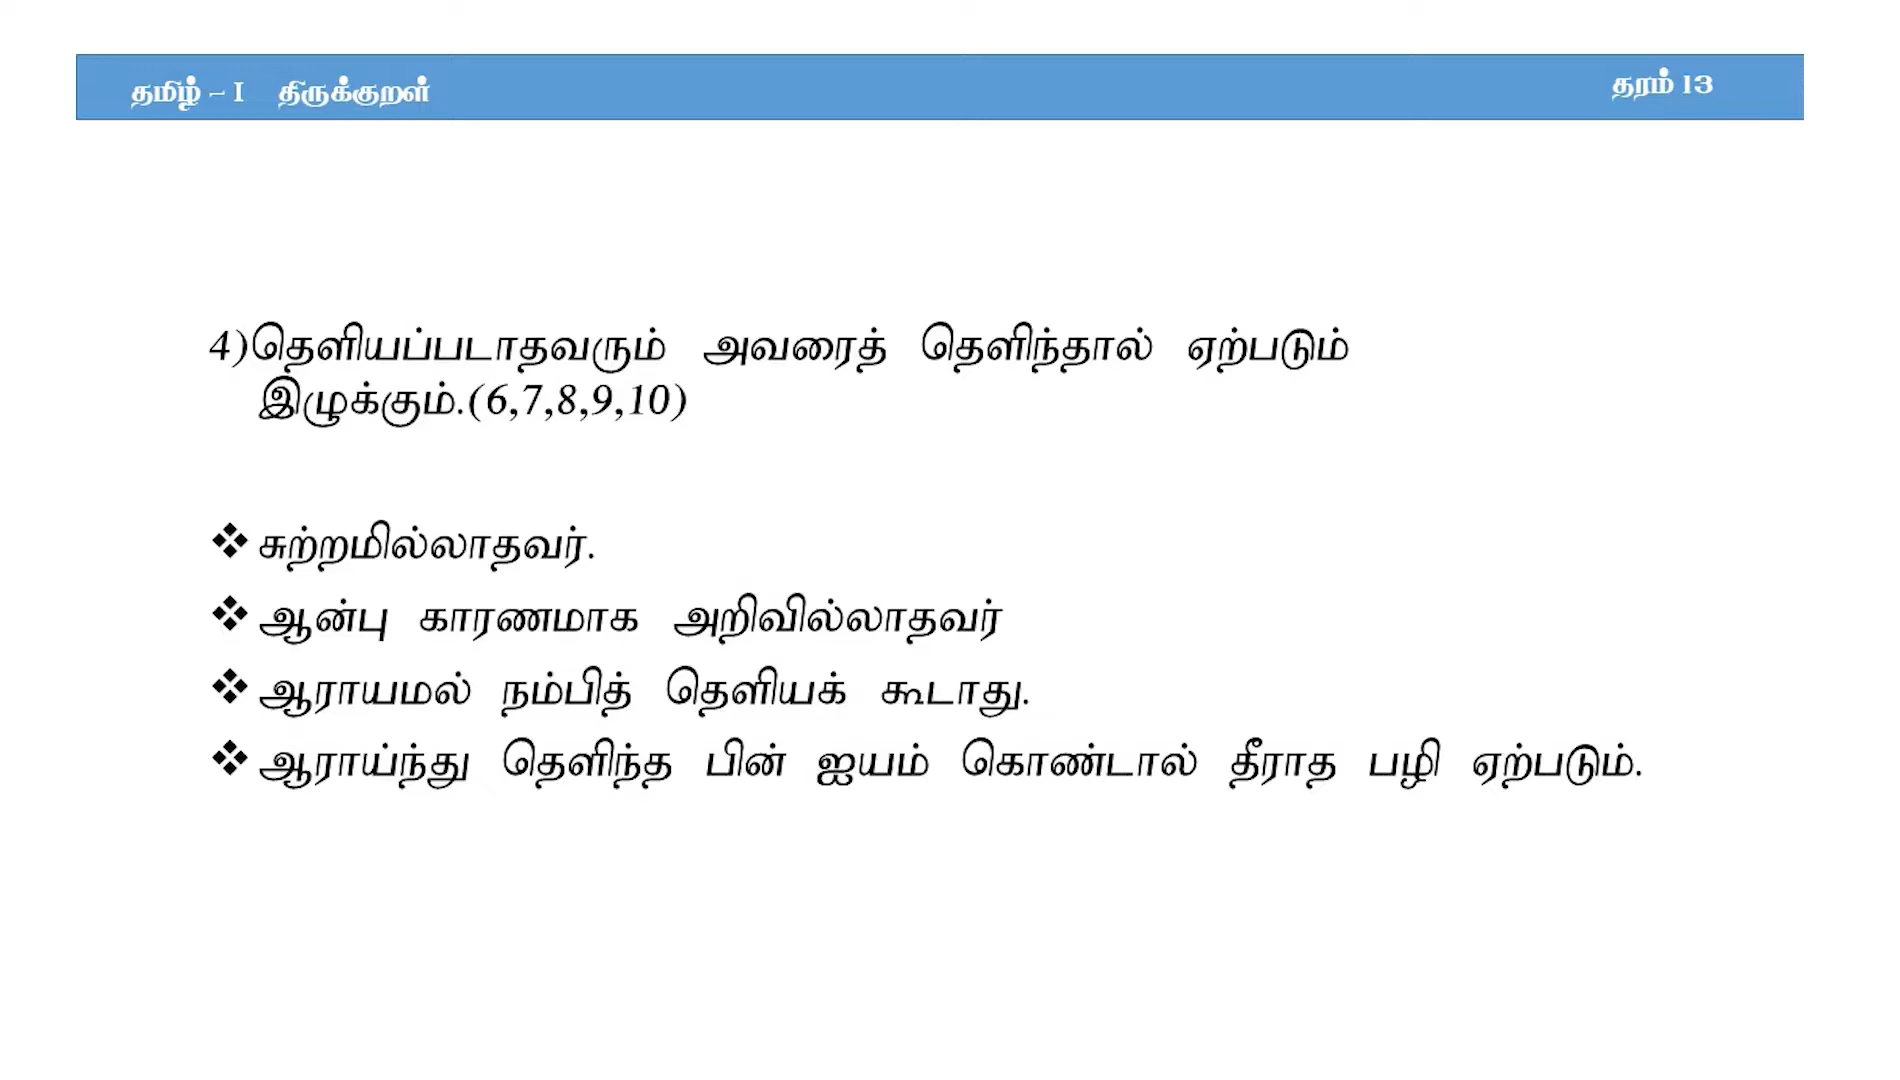 தமிழ் – I திருக்குறள்
தரம் 13
4)தெளியப்படாதவரும் அவரைத் தெளிந்தால் ஏற்படும்
இழுக்கும்.(6,7,8,9,10)
❖ சுற்றமில்லாதவர்.
❖ ஆன்பு காரணமாக அறிவில்லாதவர்
❖ ஆராயமல் நம்பித் தெளியக் கூடாது.
❖ ஆராய்ந்து தெளிந்த பின் ஐயம் கொண்டால் தீராத பழி ஏற்படும்.